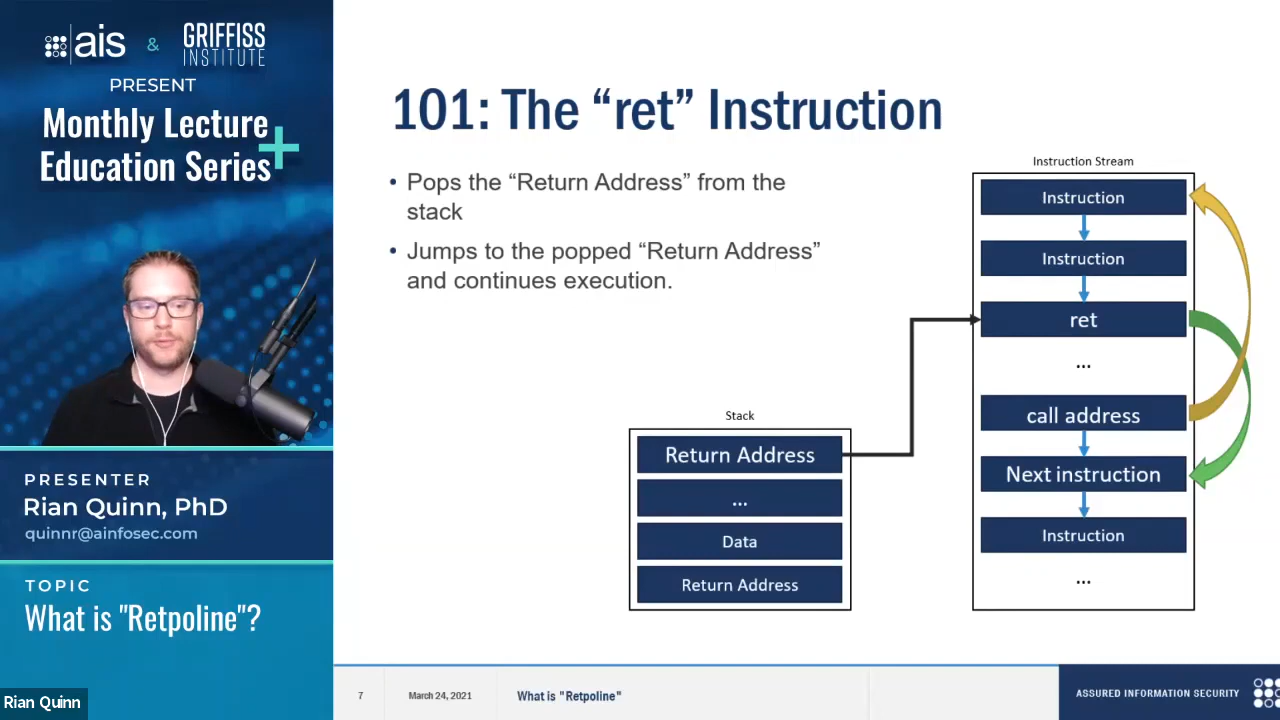 ais & GRIFFISS
INSTITUTE
PRESENT
Monthly Lecture
Education Series+
PRESENTER
Rian Quinn, PhD
quinnr@ainfosec.com
TOPIC
What is "Retpoline"?
Rian Quinn
101: The “ret” Instruction
• Pops the “Return Address” from the
stack
• Jumps to the popped “Return Address”
and continues execution.
Stack
Return Address
...
Data
Return Address
Instruction Stream
Instruction
Instruction
ret
...
call address
Next instruction
Instruction
...
7
March 24, 2021
What is "Retpoline"
ASSURED INFORMATION SECURITY